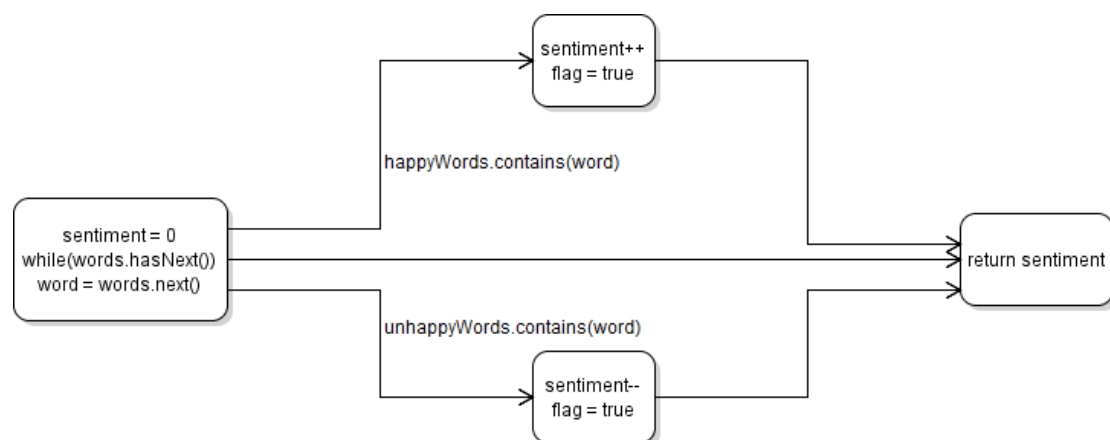 sentiment++
flag = true
happyWords.contains(word)
sentiment = 0
while(words.hasNext())
word = words.next()
return sentiment
unhappyWords.contains(word)
sentiment--
flag = true